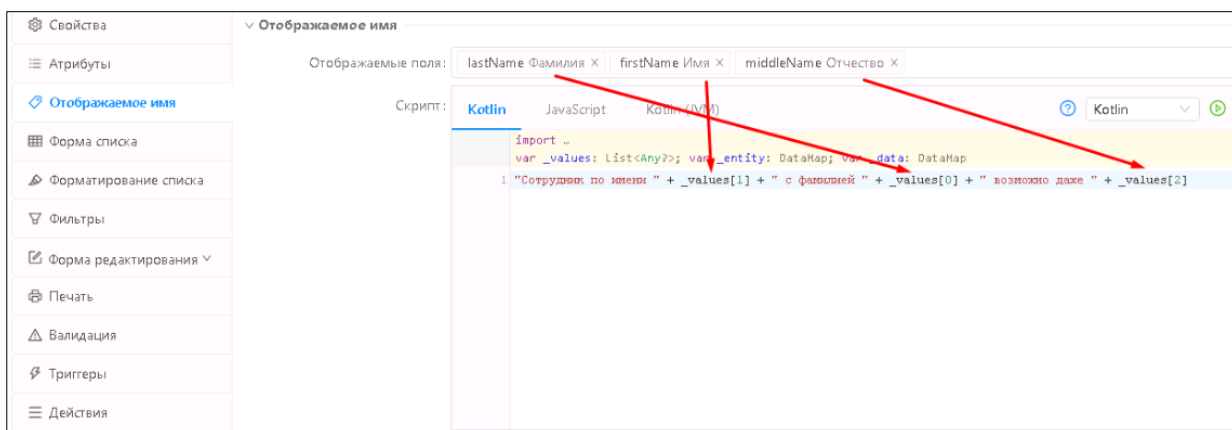 Свойства
Атрибуты
Отображаемое имя
Форма списка
Форматирование списка
Фильтры
Форма редактирования
Печать
Валидация
Триггеры
Действия
Отображаемое имя
Отображаемые поля: lastName Фамилия × firstName Имя × middleName Отчество ×
Скрипт: Kotlin JavaScript Kotlin (JVM) Kotlin
import …
var _values: List<Any?>; var _entity: DataMap; var _data: DataMap
1 "Сотрудник по имени " + _values[1] + " с фамилией " + _values[0] + " возможно даже " + _values[2]